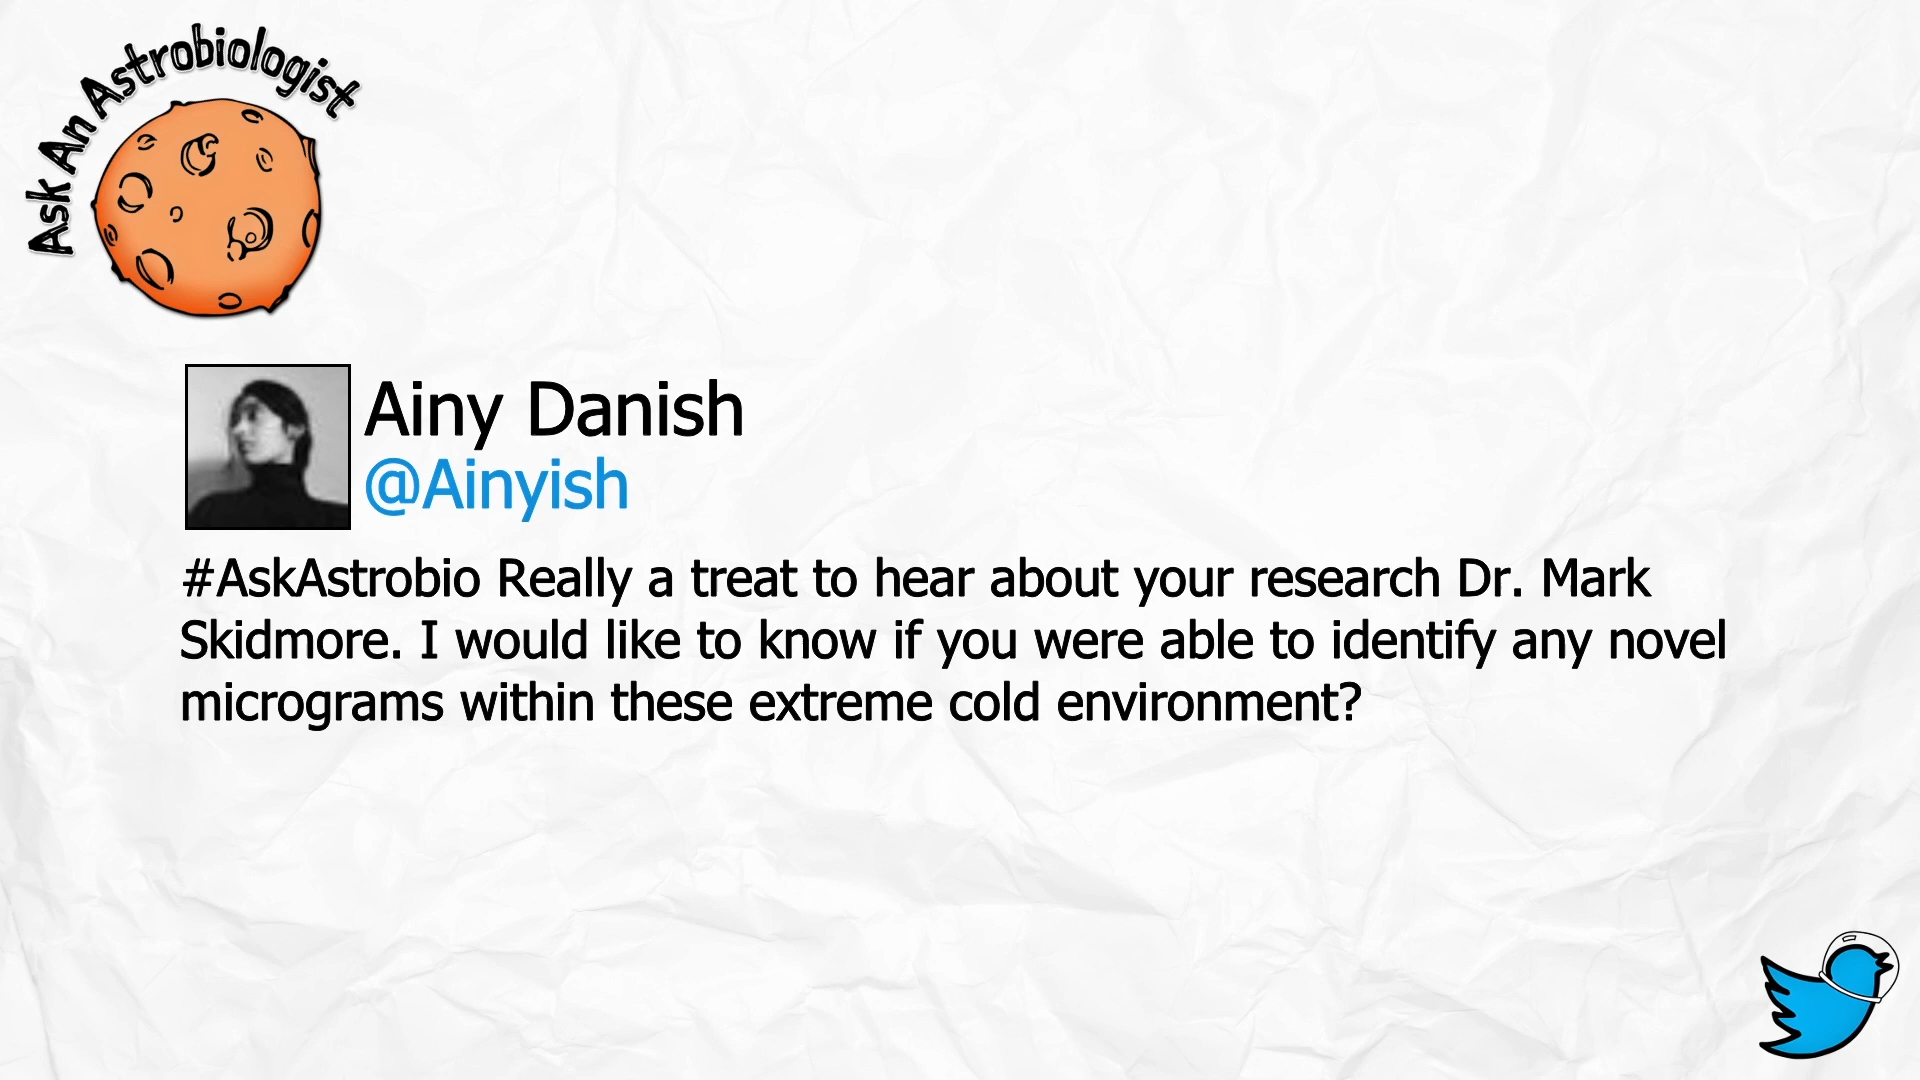 Ask An Astrobiologist
Ainy Danish
@Ainyish
#AskAstrobio Really a treat to hear about your research Dr. Mark
Skidmore. I would like to know if you were able to identify any novel
micrograms within these extreme cold environment?